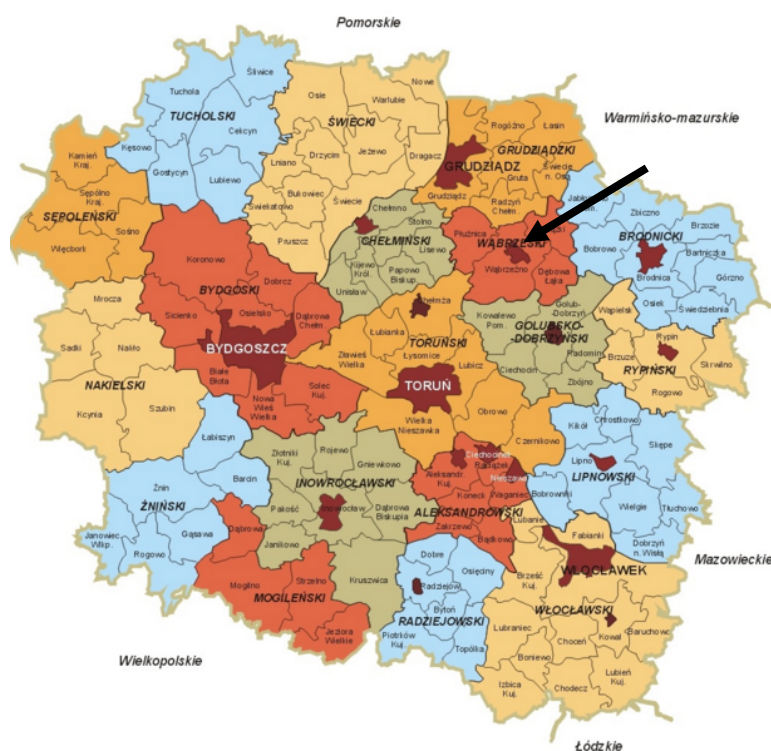 Pomorskie
Warmińsko-mazurskie
Mazowieckie
Łódzkie
Wielkopolskie
TUCHOLSKI
Śliwice
Tuchola
Cekcyn
Kęsowo
Gostycyn
Lubiewo
ŚWIECKI
Nowe
Osie
Warlubie
Lniano
Drzycim
Jeżewo
Dragacz
Bukowiec
Świekatowo
Świecie
Pruszcz
GRUDZIĄDZKI
GRUDZIĄDZ
Rogóźno
Łasin
Świecie
n. Osą
Gruta
Grudziądz
Radzyń
Chełm.
SĘPOLEŃSKI
Kamień
Kraj.
Sępólno
Kraj.
Sośno
Więcborj
CHEŁMIŃSKI
Chełmno
Stolno
Lisewo
Kijewo
Król.
Papowo
Biskup.
Unisław
WĄBRZESKI
Płużnica
Wąbrzeźno
Dębowa
Łąka
BRODNICKI
Zbiczno
Brzozie
Bobrowo
Bartniczka
Brodnica
Górzno
Osiek
Świedziebnia
BYDGOSKI
BYDGOSZCZ
Koronowo
Dobrcz
Osielsko
Dąbrowa
Chełm
Sicienko
Białe
Błota
Nowa
Wieś
Wielka
Solec
Kuj.
NAKIELSKI
Mrocza
Sadki
Nakło
Kcynia
Szubin
TORUŃSKI
TORUŃ
Chełmża
Łubianka
Łysomice
Zławieś
Wielka
Lubicz
Wielka
Nieszawka
Obrowo
Czernikowo
GOLUBSKO-
DOBRZYŃSKI
Golub-
Dobrzyń
Kowalewo
Pom.
Radomin
Ciechocin
Zbójno
RYPIŃSKI
Wąpielsk
Rypin
Skrwilno
Brzuze
Rogowo
ŻNIŃSKI
Łabiszyn
Żnin
Barcin
Janowiec
Wlkp.
Gąsawa
Rogowo
INOWROCŁAWSKI
Rojewo
Złotniki
Kuj.
Gniewkowo
Pakość
Inowrocław
Dąbrowa
Biskupia
Janikowo
Kruszwica
ALEKSANDROWSKI
Ciechocinek
Raciążek
Nieszawa
Aleksandr.
Kuj.
Koneck
Waganiec
Zakrzewo
Bądkowo
LIPNOWSKI
Kikół
Chrostkowo
Skępe
Lipno
Bobrowniki
Wielgie
Tłuchowo
Dobrzyń
n. Wisłą
MOGILEŃSKI
Dąbrowa
Mogilno
Strzelno
Jeziora
Wielkie
RADZIEJOWSKI
Dobre
Osięciny
Radziejów
Bytoń
Piotrków
Kuj.
Topólka
WŁOCŁAWSKI
WŁOCŁAWEK
Lubanie
Fabianki
Brześć
Kuj.
Kowal
Baruchowo
Lubraniec
Choceń
Boniewo
Izbica
Kuj.
Chodecz
Lubień
Kuj.